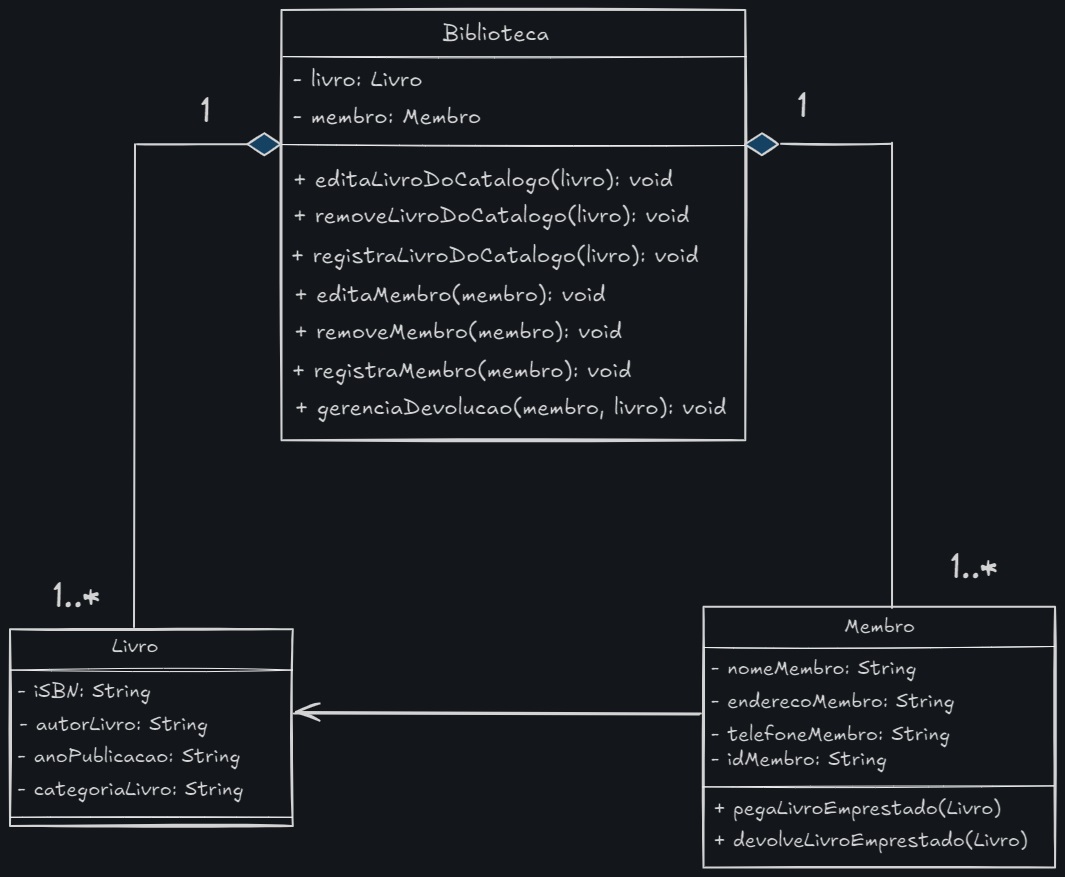 Biblioteca
- livro: Livro
- membro: Membro
1
1
+ editaLivroDoCatalogo(livro): void
+ removeLivroDoCatalogo(livro): void
+ registraLivroDoCatalogo(livro): void
+ editaMembro(membro): void
+ removeMembro(membro): void
+ registraMembro(membro): void
+ gerenciaDevolucao(membro, livro): void
1..*
1..*
Livro
- iSBN: String
- autorLivro: String
- anoPublicacao: String
- categoriaLivro: String
Membro
- nomeMembro: String
- enderecoMembro: String
- telefoneMembro: String
- idMembro: String
+ pegaLivroEmprestado(Livro)
+ devolveLivroEmprestado(Livro)